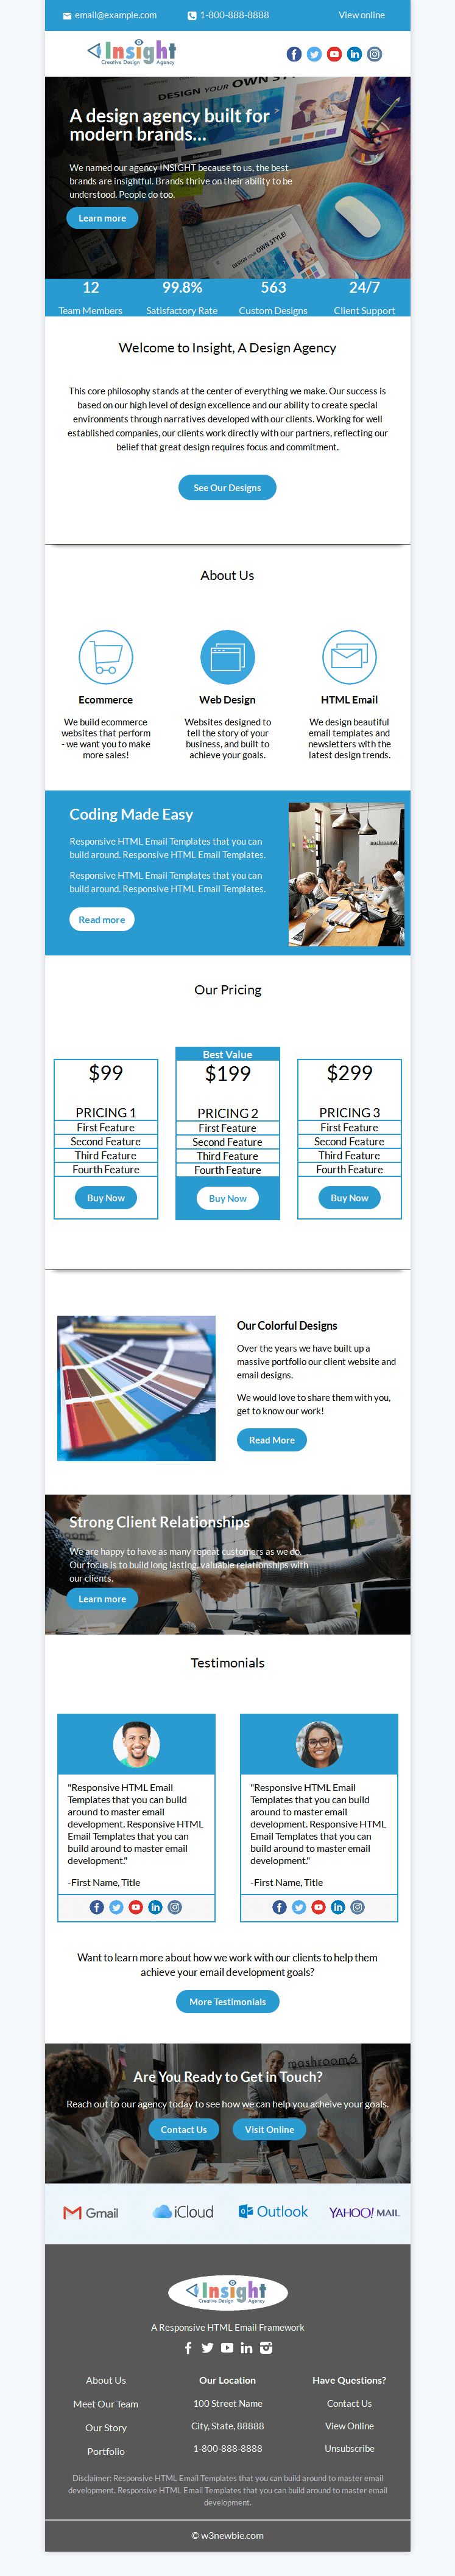 email@example.com 1-800-888-8888 View online
Insight
Creative Design Agency
A design agency built for
modern brands...
We named our agency INSIGHT because to us, the best
brands are insightful. Brands thrive on their ability to be
understood. People do too.
Learn more
12 99.8% 563 24/7
Team Members Satisfactory Rate Custom Designs Client Support
Welcome to Insight, A Design Agency
This core philosophy stands at the center of everything we make. Our success is
based on our high level of design excellence and our ability to create special
environments through narratives developed with our clients. Working for well
established companies, our clients work directly with our partners, reflecting our
belief that great design requires focus and commitment.
See Our Designs
About Us
Ecommerce
We build ecommerce
websites that perform
- we want you to make
more sales!
Web Design
Websites designed to
tell the story of your
business, and built to
achieve your goals.
HTML Email
We design beautiful
email templates and
newsletters with the
latest design trends.
Coding Made Easy
Responsive HTML Email Templates that you can
build around. Responsive HTML Email Templates.
Responsive HTML Email Templates that you can
build around. Responsive HTML Email Templates.
Read more
mashroom6
Our Pricing
$99
PRICING 1
First Feature
Second Feature
Third Feature
Fourth Feature
Buy Now
Best Value
$199
PRICING 2
First Feature
Second Feature
Third Feature
Fourth Feature
Buy Now
$299
PRICING 3
First Feature
Second Feature
Third Feature
Fourth Feature
Buy Now
Our Colorful Designs
Over the years we have built up a
massive portfolio our client website and
email designs.
We would love to share them with you,
get to know our work!
Read More
Strong Client Relationships
We are happy to have as many repeat customers as we do.
Our focus is to build long lasting, valuable relationships with
our clients.
Learn more
Testimonials
"Responsive HTML Email
Templates that you can build
around to master email
development. Responsive HTML
Email Templates that you can
build around to master email
development."
-First Name, Title
"Responsive HTML Email
Templates that you can build
around to master email
development. Responsive HTML
Email Templates that you can
build around to master email
development."
-First Name, Title
Want to learn more about how we work with our clients to help them
achieve your email development goals?
More Testimonials
mashroom6
Are You Ready to Get in Touch?
Reach out to our agency today to see how we can help you acheive your goals.
Contact Us Visit Online
Gmail iCloud Outlook YAHOO! MAIL
Insight
Creative Design Agency
A Responsive HTML Email Framework
About Us
Meet Our Team
Our Story
Portfolio
Our Location
100 Street Name
City, State, 88888
1-800-888-8888
Have Questions?
Contact Us
View Online
Unsubscribe
Disclaimer: Responsive HTML Email Templates that you can build around to master email
development. Responsive HTML Email Templates that you can build around to master email
development.
© w3newbie.com